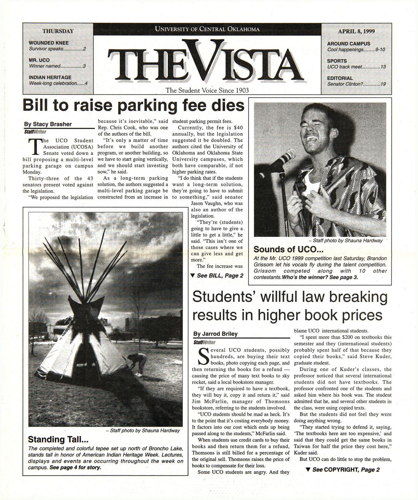 THURSDAY
WOUNDED KNEE
Survivor speaks...............2
MR. UCO
Winner named..................3
INDIAN HERITAGE
Week-long celebration......4
UNIVERSITY OF CENTRAL OKLAHOMA
THE VISTA
The Student Voice Since 1903
APRIL 8, 1999
AROUND CAMPUS
Cool happenings........9-10
SPORTS
UCO back meet.............13
EDITORIAL
Senator Clinton?...........16
Bill to raise parking fee dies
By Stacy Brasher
Staff Writer
The UCO Student
Association (UCOSA)
Senate voted down a
bill proposing a multi-level
parking garage on campus
Monday.
Thirty-three of the 43
senators present voted against
the legislation.
"We proposed the legislation
because it's inevitable," said
Rep. Chris Cook, who was one
of the authors of the bill.
"It's only a matter of time
before we build another
program, or another building, so
we have to start going vertically,
and we should start investing
now," he said.
As a long-term parking
solution, the authors suggested a
multi-level parking garage be
constructed from an increase in
student parking permit fees.
Currently, the fee is $40
annually, but the legislation
suggested it be doubled. The
authors cited the University of
Oklahoma and Oklahoma State
University campuses, which
both have comparable, if not
higher parking rates.
"I do think that if the students
want a long-term solution,
they're going to have to submit
to something," said senator
Jason Vaughn, who was
also an author of the
legislation.
"They're (students)
going to have to give a
little to get a little," he
said. "This isn't one of
those cases where we
can give less and get
more."
The fee increase was
▼ See BILL, Page 2
– Staff photo by Shauna Hardway
Sounds of UCO...
At the Mr. UCO 1999 competition last Saturday, Brandon
Grissom let his vocals fly during the talent competition.
Grissom competed along with 10 other
contestants. Who's the winner? See page 3.
– Staff photo by Shauna Hardway
Standing Tall...
The completed and colorful tepee set up north of Broncho Lake,
stands tall in honor of American Indian Heritage Week. Lectures,
displays and events are occurring throughout the week on
campus. See page 4 for story.
Students' willful law breaking
results in higher book prices
By Jarrod Briley
Staff Writer
Several UCO students, possibly
hundreds, are buying their text
books, photo copying each page, and
then returning the books for a refund —
causing the price of many text books to sky
rocket, said a local bookstore manager.
"If they are required to have a textbook,
they will buy it, copy it and return it," said
Jim McFarlin, manager of Thomsons
bookstore, referring to the students involved.
"UCO students should be mad as heck. It's
to the point that it's costing everybody money.
It factors into our cost which ends up being
passed along to the students," McFarlin said.
When students use credit cards to buy their
books and then return them for a refund,
Thomsons is still billed for a percentage of
the original sell. Thomsons raises the price of
books to compensate for their loss.
Some UCO students are angry. And they
blame UCO international students.
"I spent more than $200 on textbooks this
semester and they (international students)
probably spent half of that because they
copied their books," said Steve Kuder,
graduate student.
During one of Kuder's classes, the
professor noticed that several international
students did not have textbooks. The
professor confronted one of the students and
asked him where his book was. The student
admitted that he, and several other students in
the class, were using copied texts.
But the students did not feel they were
doing anything wrong.
"They started trying to defend it, saying,
'The textbooks here are too expensive,' and
said that they could get the same books in
Taiwan for half the price they cost here,"
Kuder said.
But UCO can do little to stop the problem,
▼ See COPYRIGHT, Page 2